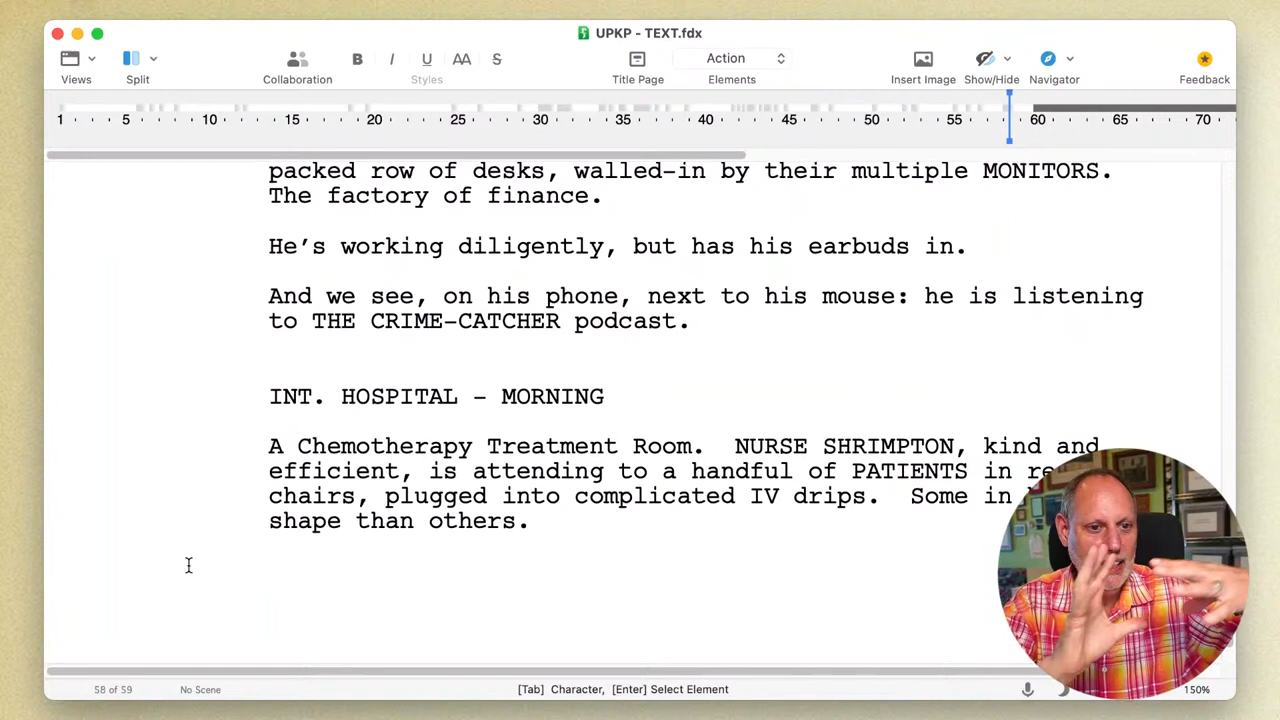 UPKP - TEXT.fdx
Views Split Collaboration B I U AA S Styles Title Page Action Elements Insert Image Show/Hide Navigator Feedback
1 5 10 15 20 25 30 35 40 45 50 55 60 65 70
packed row of desks, walled-in by their multiple MONITORS.
The factory of finance.
He’s working diligently, but has his earbuds in.
And we see, on his phone, next to his mouse: he is listening
to THE CRIME-CATCHER podcast.
INT. HOSPITAL - MORNING
A Chemotherapy Treatment Room.  NURSE SHRIMPTON, kind and
efficient, is attending to a handful of PATIENTS in
chairs, plugged into complicated IV drips.  Some in
shape than others.
58 of 59 No Scene [Tab] Character, [Enter] Select Element 150%